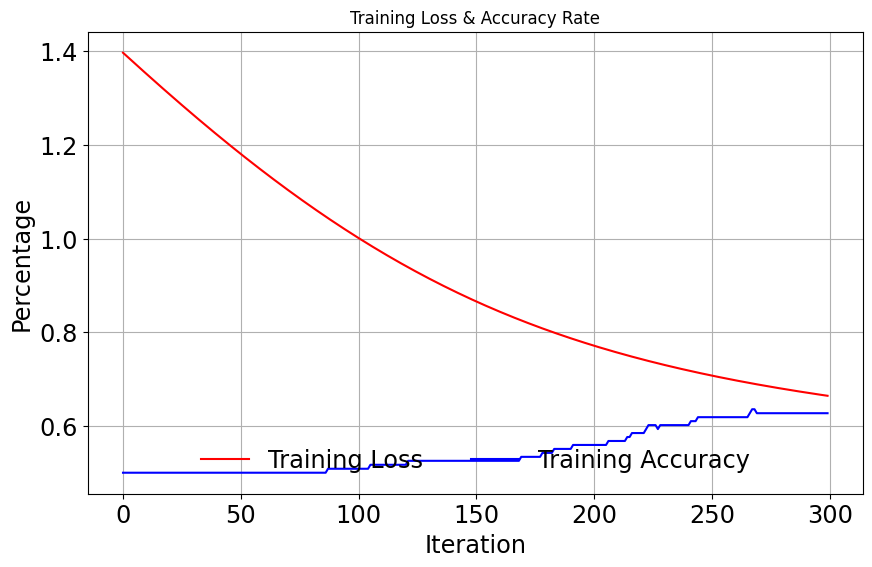 Training Loss & Accuracy Rate
1.4
1.2
1.0
0.8
0.6
Percentage
Training Loss Training Accuracy
0 50 100 150 200 250 300
Iteration